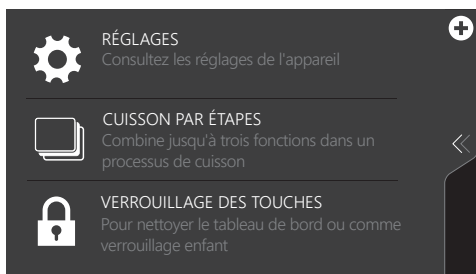 RÉGLAGES
Consultez les réglages de l'appareil
CUISSON PAR ÉTAPES
Combine jusqu'à trois fonctions dans un
processus de cuisson
VERROUILLAGE DES TOUCHES
Pour nettoyer le tableau de bord ou comme
verrouillage enfant